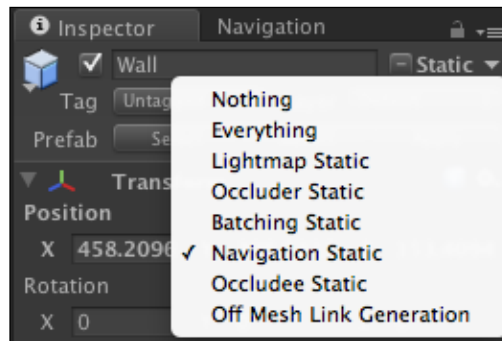 Inspector Navigation
Wall Static
Tag Untag
Prefab Se
Trans
Position
X 458.2096
Rotation
X 0
Nothing
Everything
Lightmap Static
Occluder Static
Batching Static
✓ Navigation Static
Occludee Static
Off Mesh Link Generation